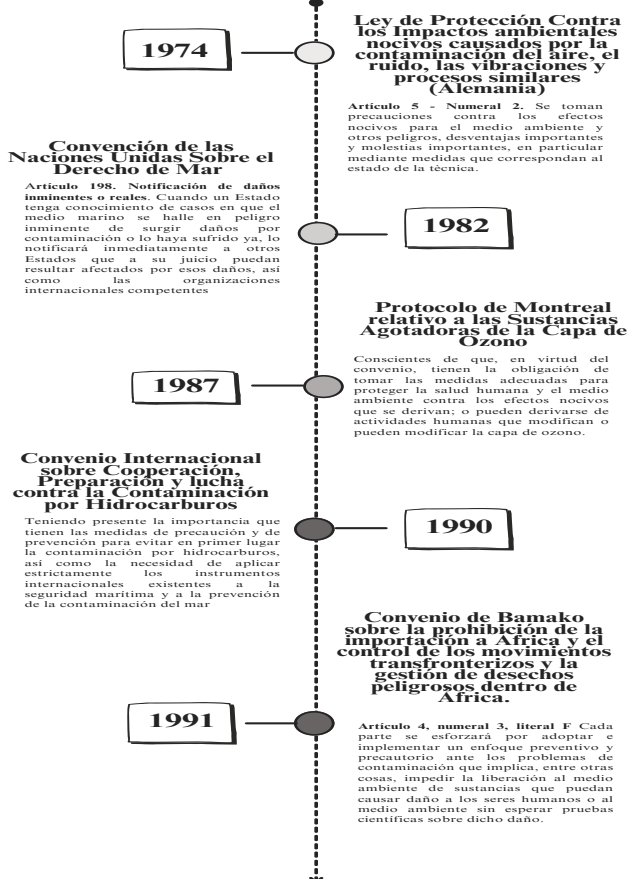 1974
Ley de Protección Contra
los Impactos ambientales
nocivos causados por la
contaminación del aire, el
ruido, las vibraciones y
procesos similares
(Alemania)
Artículo 5 - Numeral 2. Se toman
precauciones contra los efectos
nocivos para el medio ambiente y
otros peligros, desventajas importantes
y molestias importantes, en particular
mediante medidas que correspondan al
estado de la técnica.
Convención de las
Naciones Unidas Sobre el
Derecho de Mar
Artículo 198. Notificación de daños
inminentes o reales. Cuando un Estado
tenga conocimiento de casos en que el
medio marino se halle en peligro
inminente de surgir daños por
contaminación o lo haya sufrido ya, lo
notificará inmediatamente a otros
Estados que a su juicio puedan
resultar afectados por esos daños, así
como las organizaciones
internacionales competentes
1982
Protocolo de Montreal
relativo a las Sustancias
Agotadoras de la Capa de
Ozono
Conscientes de que, en virtud del
convenio, tienen la obligación de
tomar las medidas adecuadas para
proteger la salud humana y el medio
ambiente contra los efectos nocivos
que se derivan; o pueden derivarse de
actividades humanas que modifican o
pueden modificar la capa de ozono.
1987
Convenio Internacional
sobre Cooperación,
Preparación y lucha
contra la Contaminación
por Hidrocarburos
Teniendo presente la importancia que
tienen las medidas de precaución y de
prevención para evitar en primer lugar
la contaminación por hidrocarburos,
así como la necesidad de aplicar
estrictamente los instrumentos
internacionales existentes a la
seguridad marítima y a la prevención
de la contaminación del mar
1990
Convenio de Bamako
sobre la prohibición de la
importación a África y el
control de los movimientos
transfronterizos y la
gestión de desechos
peligrosos dentro de
África.
1991
Artículo 4, numeral 3, literal F Cada
parte se esforzará por adoptar e
implementar un enfoque preventivo y
precautorio ante los problemas de
contaminación que implica, entre otras
cosas, impedir la liberación al medio
ambiente de sustancias que puedan
causar daño a los seres humanos o al
medio ambiente sin esperar pruebas
científicas sobre dicho daño.